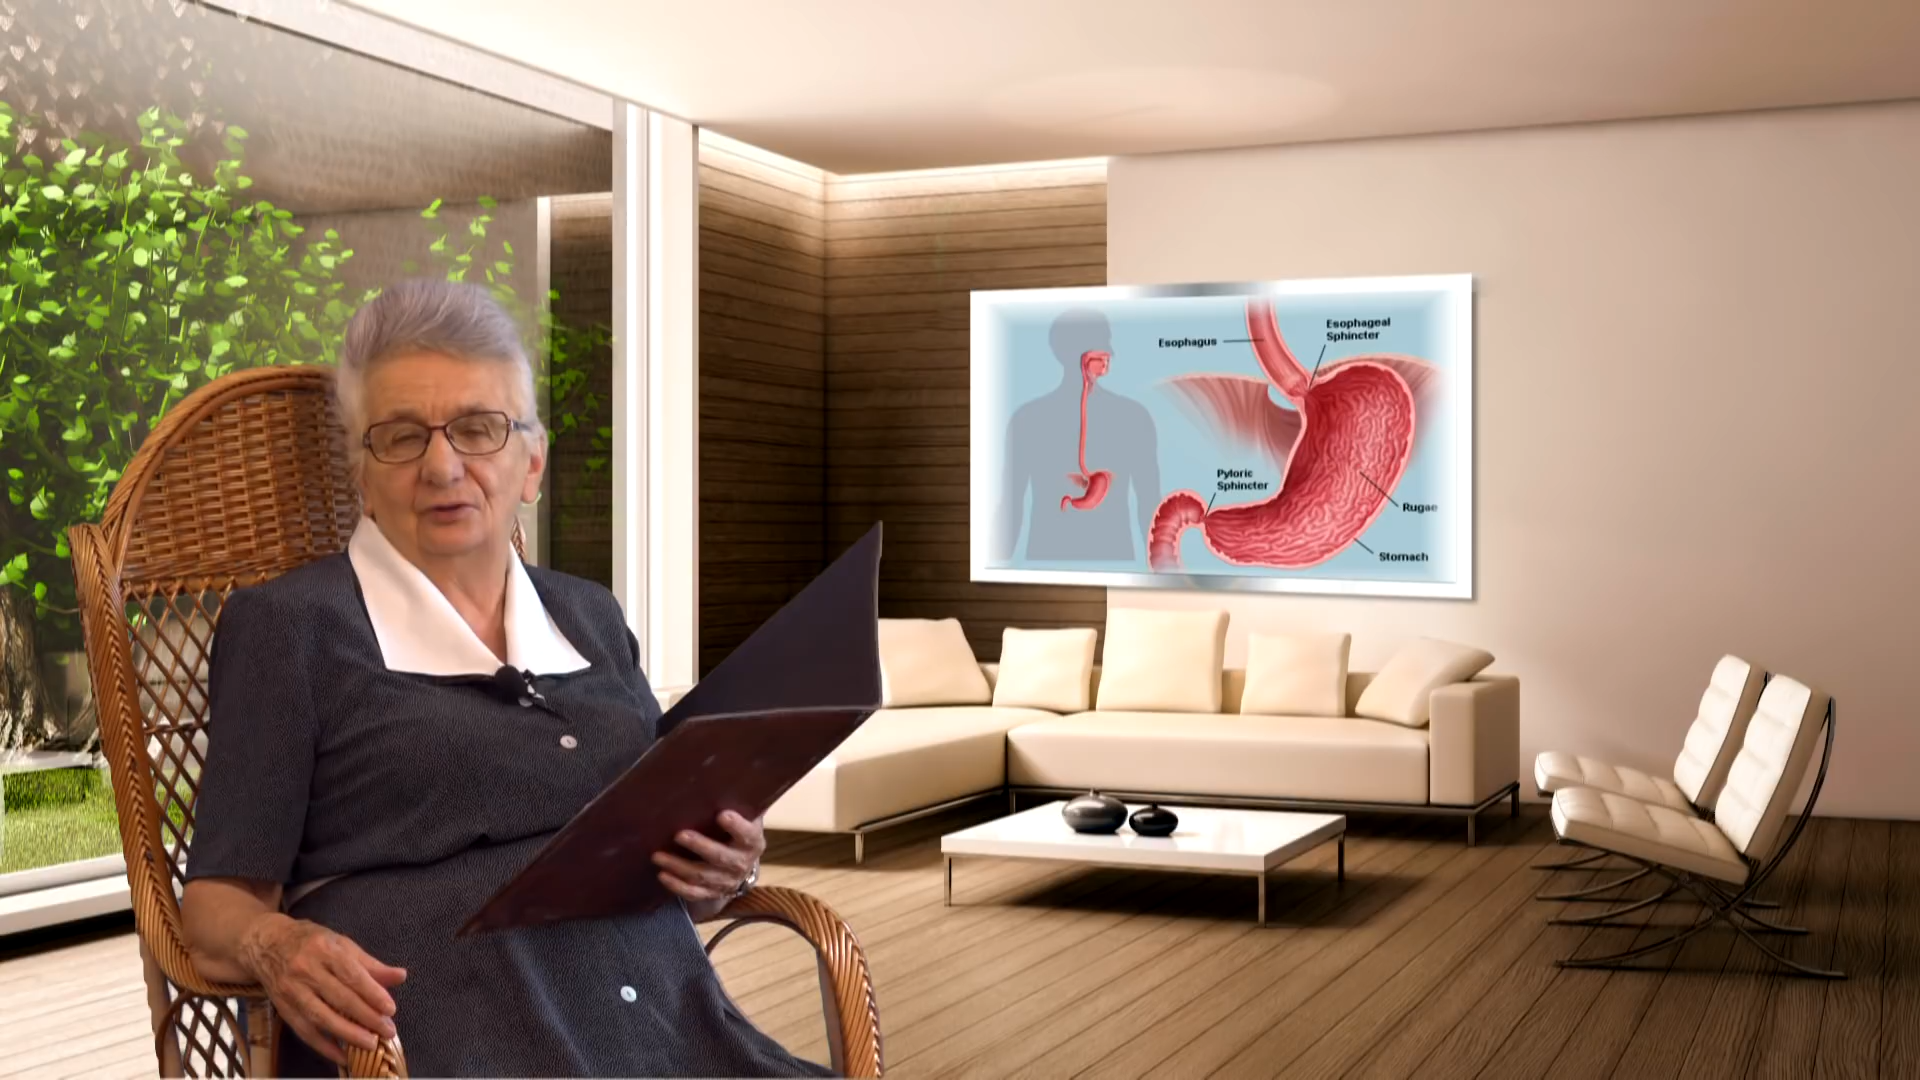 Esophagus
Esophageal
Sphincter
Pyloric
Sphincter
Rugae
Stomach